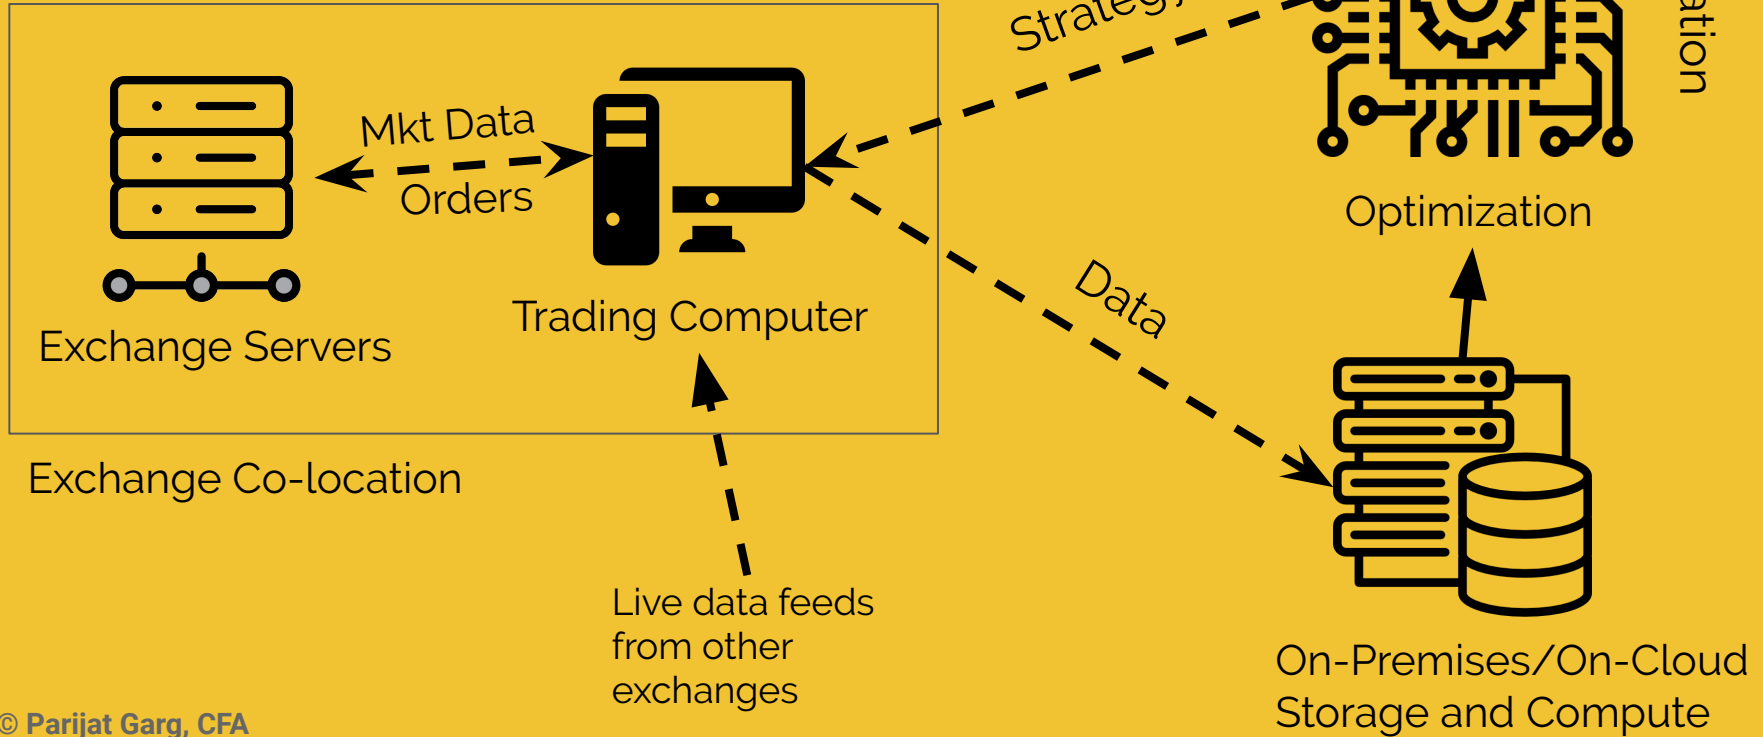 Strategy
Mkt Data
Orders
Optimization
Data
Trading Computer
Exchange Servers
Exchange Co-location
Live data feeds
from other
exchanges
On-Premises/On-Cloud
Storage and Compute
© Parijat Garg, CFA